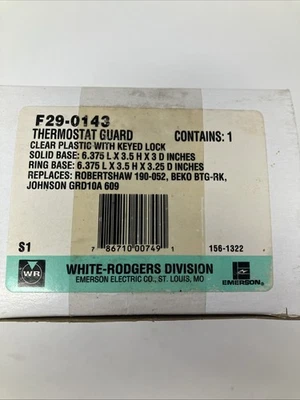 F29-0143
THERMOSTAT GUARD CONTAINS: 1
CLEAR PLASTIC WITH KEYED LOCK
SOLID BASE: 6.375 L X 3.5 H X 3 D INCHES
RING BASE: 6.375 L X 3.5 H X 3.25 D INCHES
REPLACES: ROBERTSHAW 190-052, BEKO BTG-RK,
JOHNSON GRD10A 609
S1 7 86710 00749 1 156-1322
WR WHITE-RODGERS DIVISION
EMERSON ELECTRIC CO., ST. LOUIS, MO EMERSON